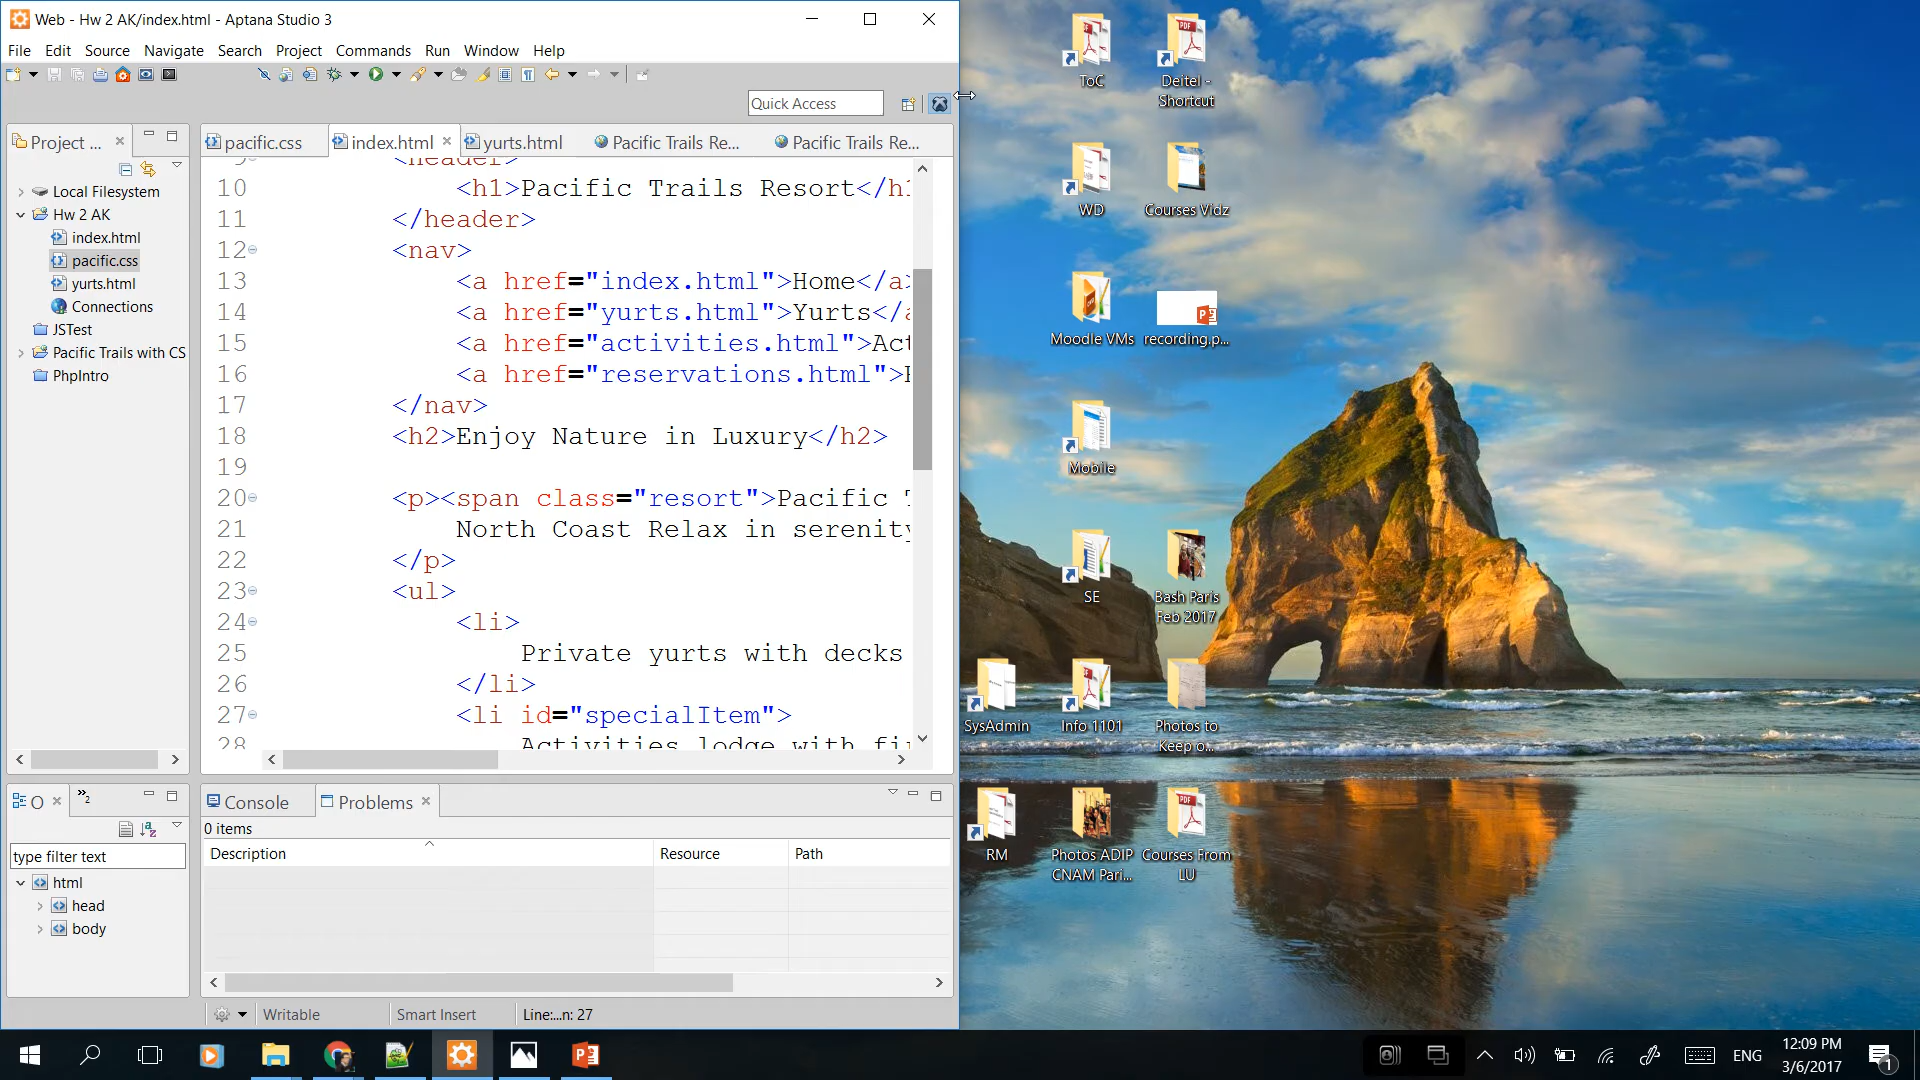 Web - Hw 2 AK/index.html - Aptana Studio 3
File Edit Source Navigate Search Project Commands Run Window Help
Quick Access
Project ...
Local Filesystem
Hw 2 AK
index.html
pacific.css
yurts.html
Connections
JSTest
Pacific Trails with CS
PhpIntro
pacific.css index.html yurts.html Pacific Trails Re... Pacific Trails Re...
9 <header>
10 <h1>Pacific Trails Resort</h1
11 </header>
12 <nav>
13 <a href="index.html">Home</a>
14 <a href="yurts.html">Yurts</a
15 <a href="activities.html">Act
16 <a href="reservations.html">
17 </nav>
18 <h2>Enjoy Nature in Luxury</h2>
19
20 <p><span class="resort">Pacific T
21 North Coast Relax in serenity
22 </p>
23 <ul>
24 <li>
25 Private yurts with decks
26 </li>
27 <li id="specialItem">
28 Activities lodge with fi
O
2
type filter text
html
head
body
Console Problems
0 items
Description Resource Path
Writable Smart Insert Line:...n: 27
ToC
Deitel -
Shortcut
WD
Courses Vidz
Moodle VMs
recording.p...
Mobile
SE
Bash Paris
Feb 2017
SysAdmin
Info 1101
Photos to
Keep o...
RM
Photos ADIP
CNAM Pari...
Courses From
LU
ENG
12:09 PM
3/6/2017
1